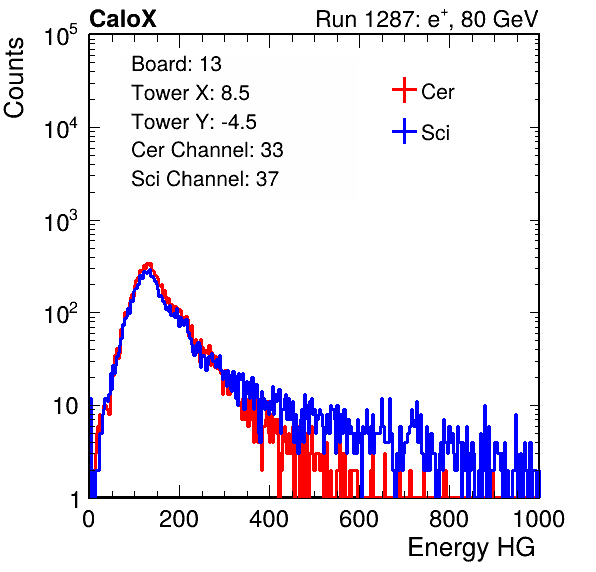 CaloX Run 1287: e⁺, 80 GeV
Counts
Board: 13
Tower X: 8.5
Tower Y: -4.5
Cer Channel: 33
Sci Channel: 37
Cer
Sci
10⁵
10⁴
10³
10²
10
1
0 200 400 600 800 1000
Energy HG